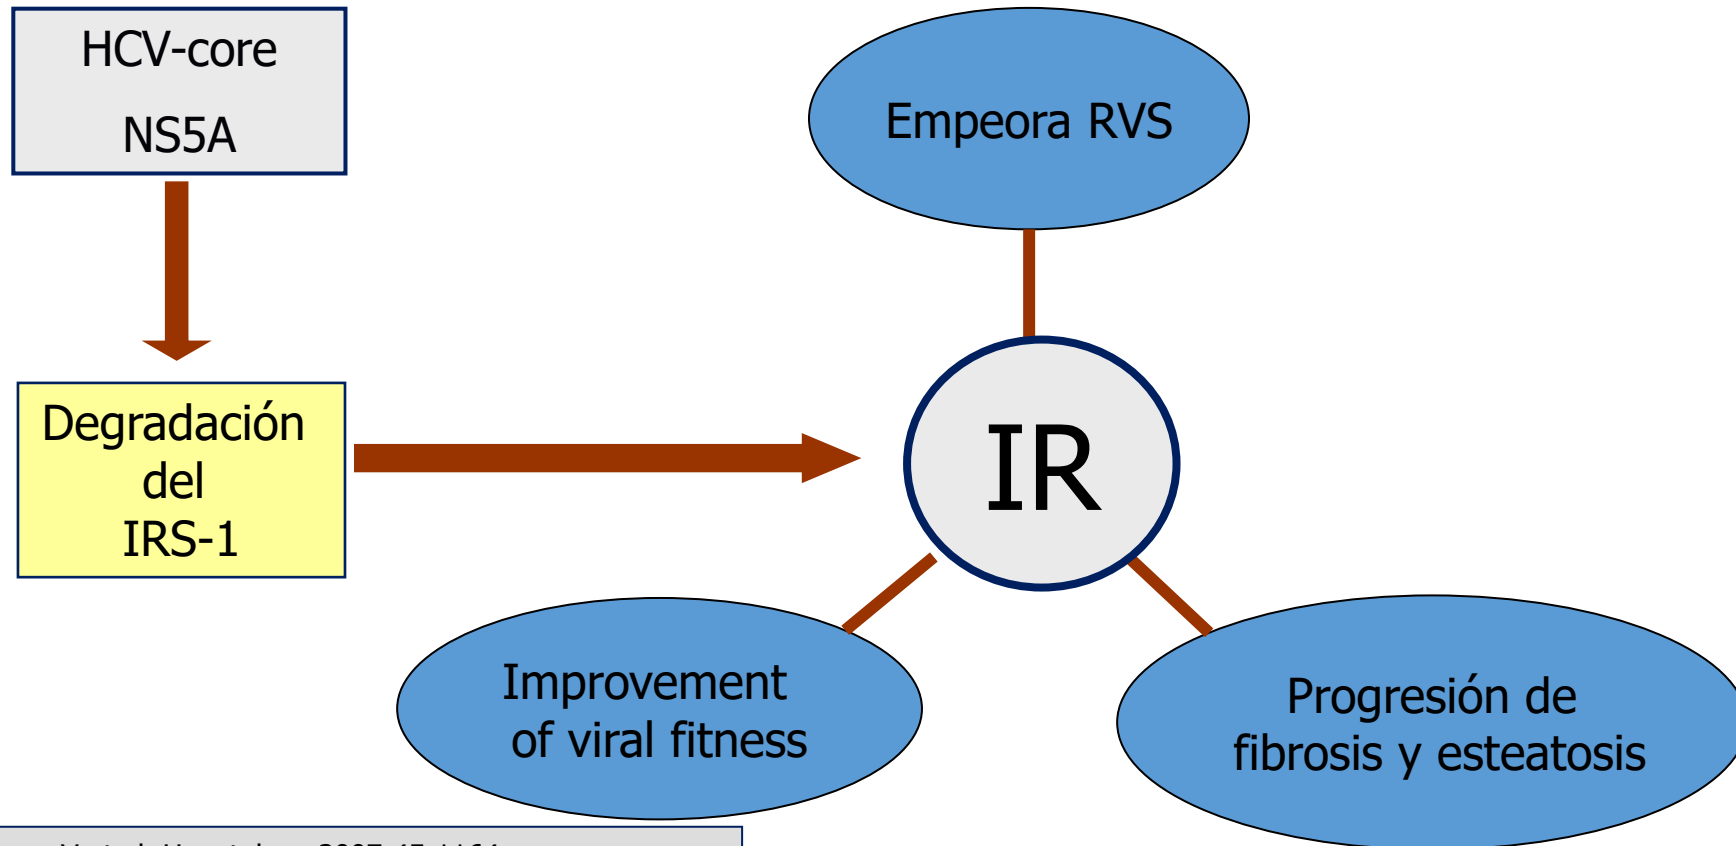 HCV-core
NS5A
Empeora RVS
Degradación
del
IRS-1
IR
Improvement
of viral fitness
Progresión de
fibrosis y esteatosis